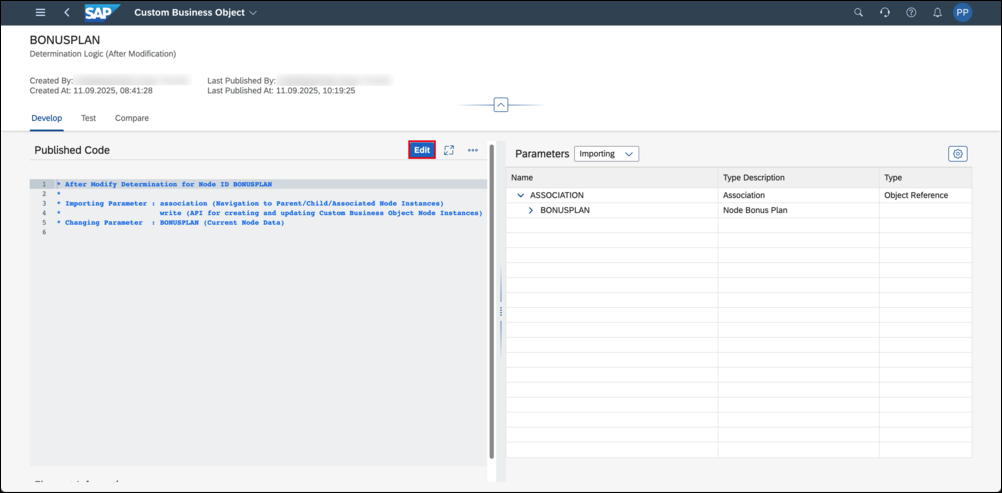 SAP Custom Business Object PP
BONUSPLAN
Determination Logic (After Modification)
Created By: Last Published By:
Created At: 11.09.2025, 08:41:28 Last Published At: 11.09.2025, 10:19:25
Develop Test Compare
Published Code Edit
1 * After Modify Determination for Node ID BONUSPLAN
2 *
3 * Importing Parameter : association (Navigation to Parent/Child/Associated Node Instances)
4 * write (API for creating and updating Custom Business Object Node Instances)
5 * Changing Parameter : BONUSPLAN (Current Node Data)
6
Parameters Importing
Name Type Description Type
ASSOCIATION Association Object Reference
BONUSPLAN Node Bonus Plan